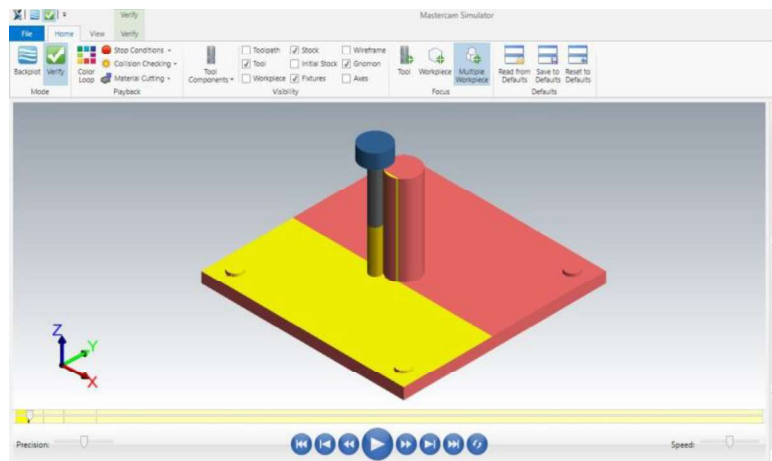 Verify
Mastercam Simulator
File Home View Verify
Stop Conditions
Toolpath Stock Wireframe
Collision Checking
Tool Initial Stock Gnomon
Backplot Verify Color Loop Material Cutting Tool Components Workpiece Fixtures Axes Tool Workpiece Multiple Workpiece Read from Defaults Save to Defaults Reset to Defaults
Mode Playback Visibility Focus Defaults
Z
Y
X
Precision: Speed: